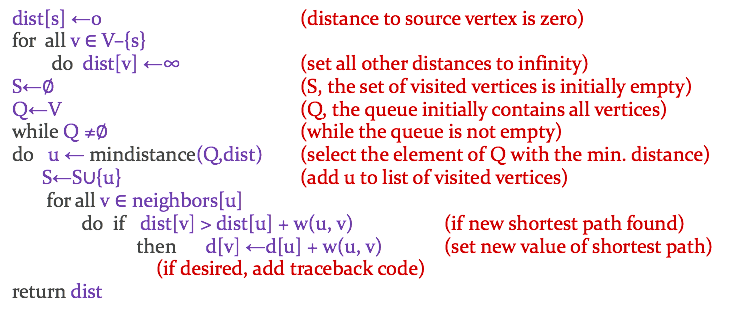 dist[s] ←0 (distance to source vertex is zero)
for all v ∈ V–{s}
do dist[v] ←∞ (set all other distances to infinity)
S←∅ (S, the set of visited vertices is initially empty)
Q←V (Q, the queue initially contains all vertices)
while Q ≠∅ (while the queue is not empty)
do u ← mindistance(Q,dist) (select the element of Q with the min. distance)
S←S∪{u} (add u to list of visited vertices)
for all v ∈ neighbors[u]
do if dist[v] > dist[u] + w(u, v) (if new shortest path found)
then d[v] ←d[u] + w(u, v) (set new value of shortest path)
(if desired, add traceback code)
return dist